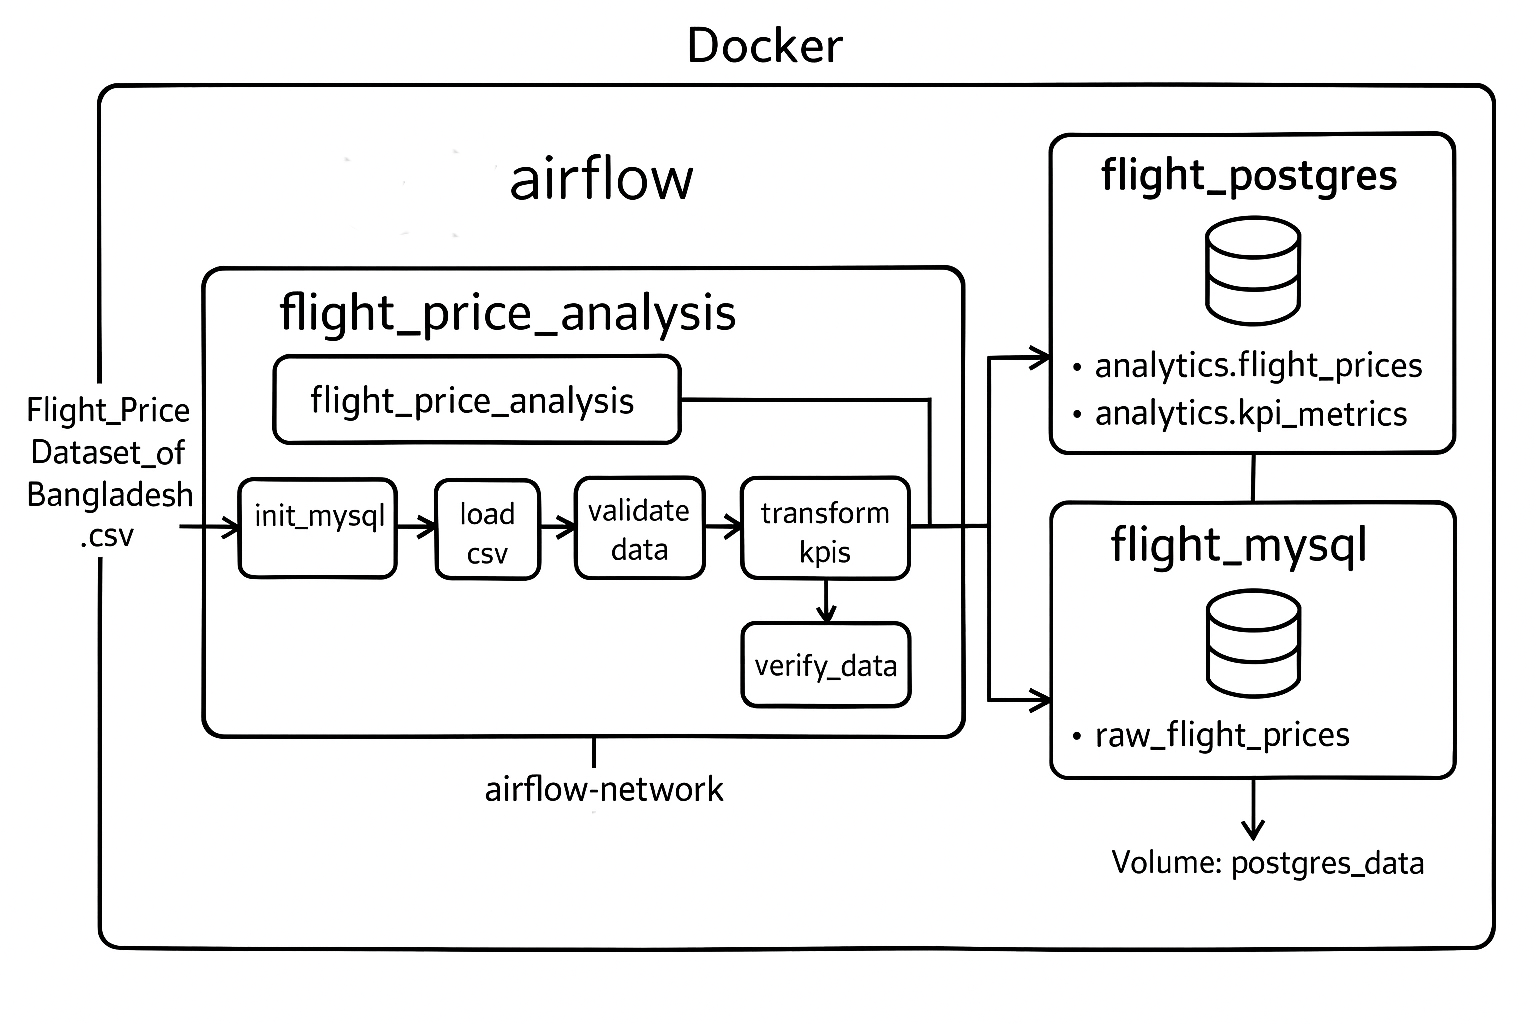 Docker
airflow
flight_price_analysis
flight_price_analysis
Flight_Price
Dataset_of
Bangladesh
.csv
init_mysql
load
csv
validate
data
transform
kpis
verify_data
airflow-network
flight_postgres
• analytics.flight_prices
• analytics.kpi_metrics
flight_mysql
• raw_flight_prices
Volume: postgres_data